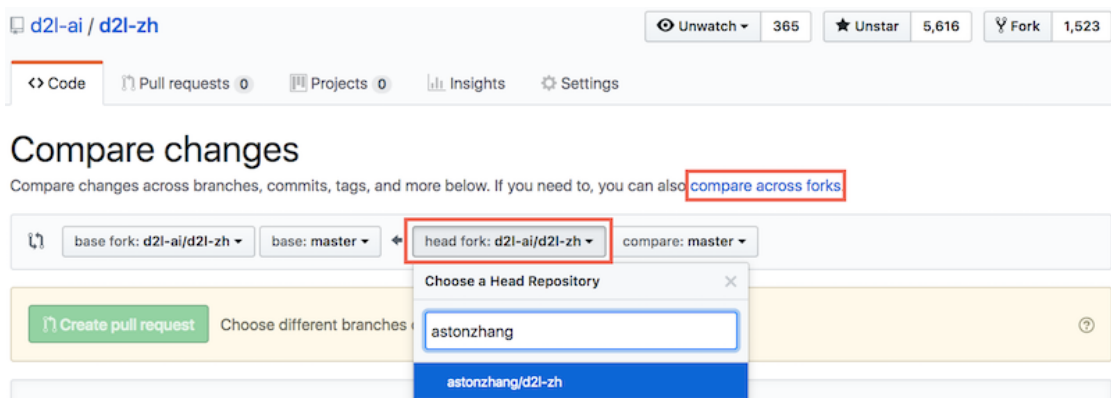 d2l-ai / d2l-zh Unwatch 365 Unstar 5,616 Fork 1,523
Code Pull requests 0 Projects 0 Insights Settings
Compare changes
Compare changes across branches, commits, tags, and more below. If you need to, you can also compare across forks.
base fork: d2l-ai/d2l-zh base: master head fork: d2l-ai/d2l-zh compare: master
Choose a Head Repository
Create pull request Choose different branches
astonzhang
astonzhang/d2l-zh